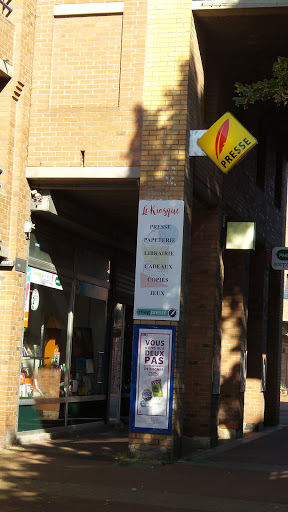 PRESSE
Le Kiosque
PRESSE
PAPETERIE
LIBRAIRIE
CADEAUX
COPIES
JEUX
VOUS
DEUX
PAS